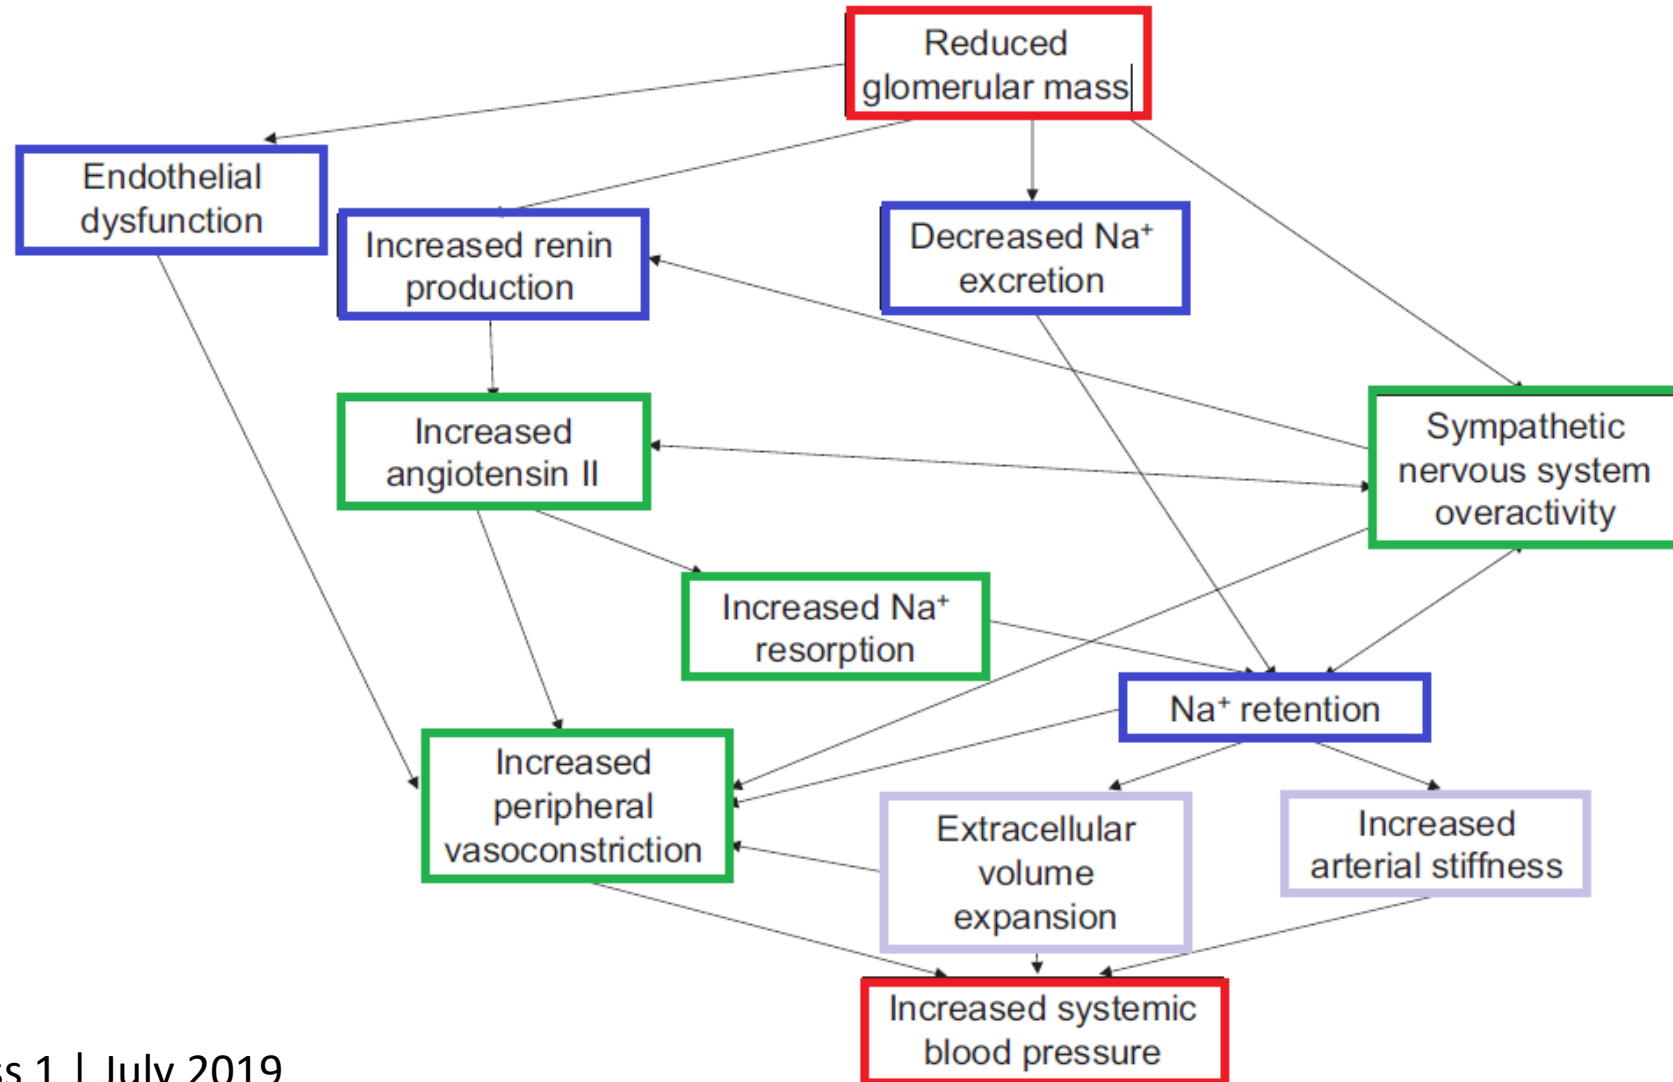 Reduced
glomerular mass
Endothelial
dysfunction
Increased renin
production
Decreased Na⁺
excretion
Increased
angiotensin II
Sympathetic
nervous system
overactivity
Increased Na⁺
resorption
Na⁺ retention
Increased
peripheral
vasoconstriction
Extracellular
volume
expansion
Increased
arterial stiffness
Increased systemic
blood pressure
1 | July 2019